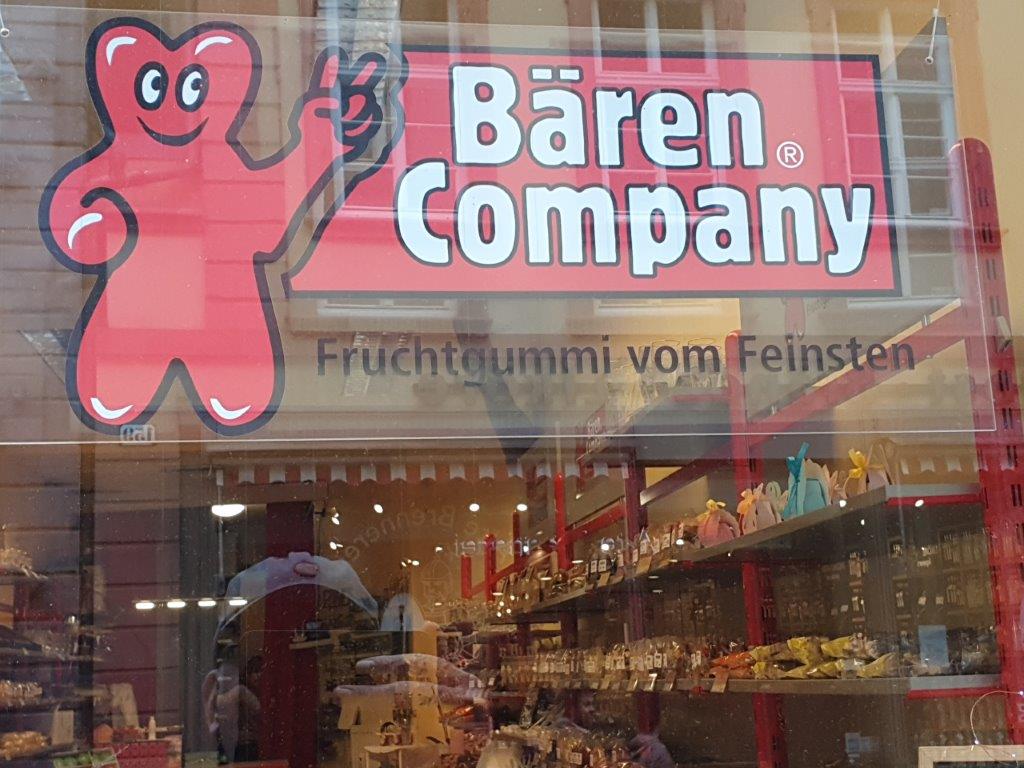 Bären
Company ®
Fruchtgummi vom Feinsten